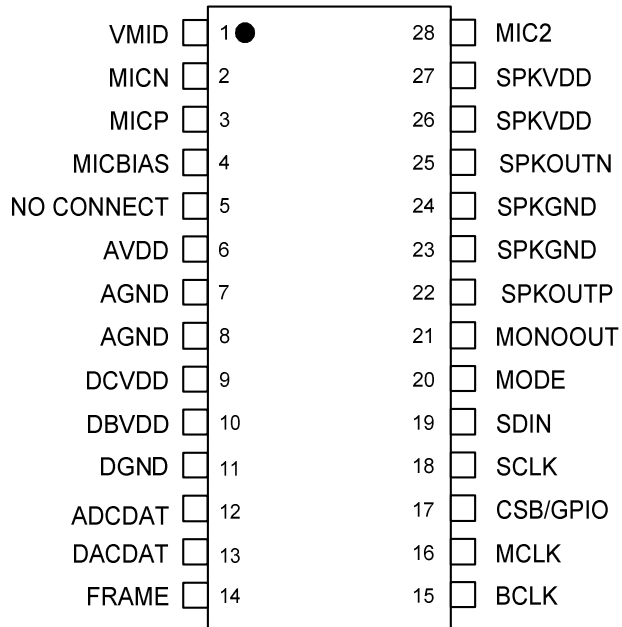 VMID 1 28 MIC2
MICN 2 27 SPKVDD
MICP 3 26 SPKVDD
MICBIAS 4 25 SPKOUTN
NO CONNECT 5 24 SPKGND
AVDD 6 23 SPKGND
AGND 7 22 SPKOUTP
AGND 8 21 MONOOUT
DCVDD 9 20 MODE
DBVDD 10 19 SDIN
DGND 11 18 SCLK
ADCDAT 12 17 CSB/GPIO
DACDAT 13 16 MCLK
FRAME 14 15 BCLK